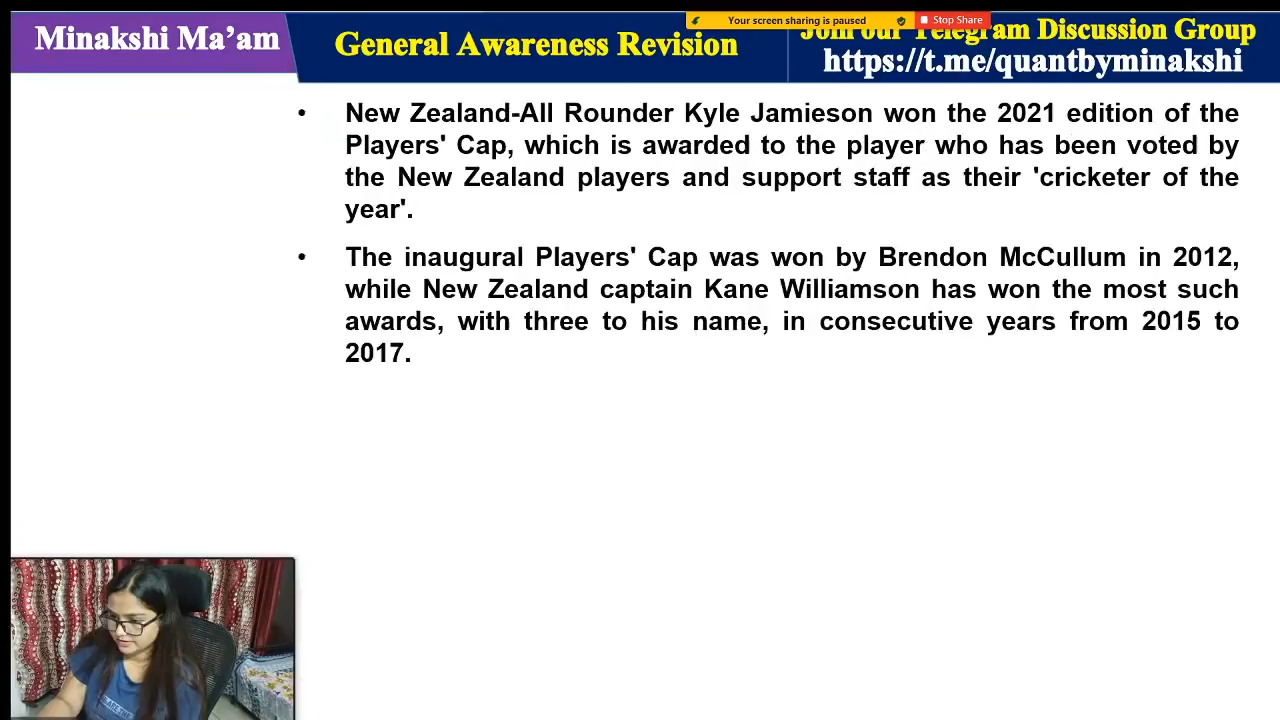 Minakshi Ma’am
General Awareness Revision
Your screen sharing is paused
Stop Share
Join our Telegram Discussion Group
https://t.me/quantbyminakshi
• New Zealand-All Rounder Kyle Jamieson won the 2021 edition of the
Players' Cap, which is awarded to the player who has been voted by
the New Zealand players and support staff as their 'cricketer of the
year'.
• The inaugural Players' Cap was won by Brendon McCullum in 2012,
while New Zealand captain Kane Williamson has won the most such
awards, with three to his name, in consecutive years from 2015 to
2017.